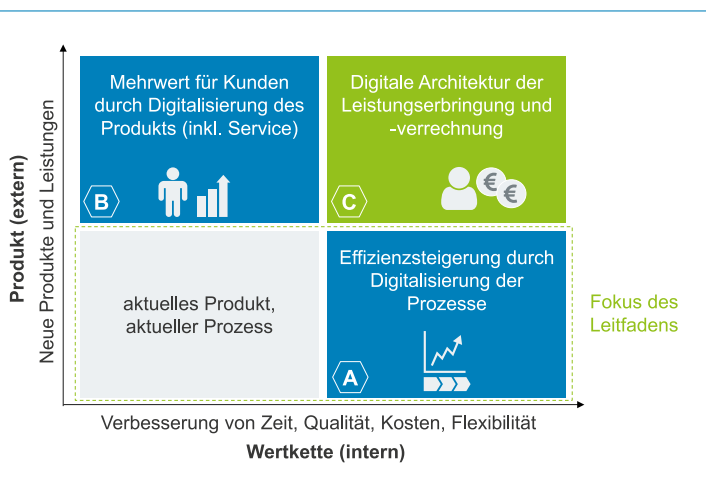 Produkt (extern)
Neue Produkte und Leistungen
Mehrwert für Kunden
durch Digitalisierung des
Produkts (inkl. Service)
B
Digitale Architektur der
Leistungserbringung und
-verrechnung
€
€
C
aktuelles Produkt,
aktueller Prozess
Effizienzsteigerung durch
Digitalisierung der
Prozesse
A
Fokus des
Leitfadens
Verbesserung von Zeit, Qualität, Kosten, Flexibilität
Wertkette (intern)